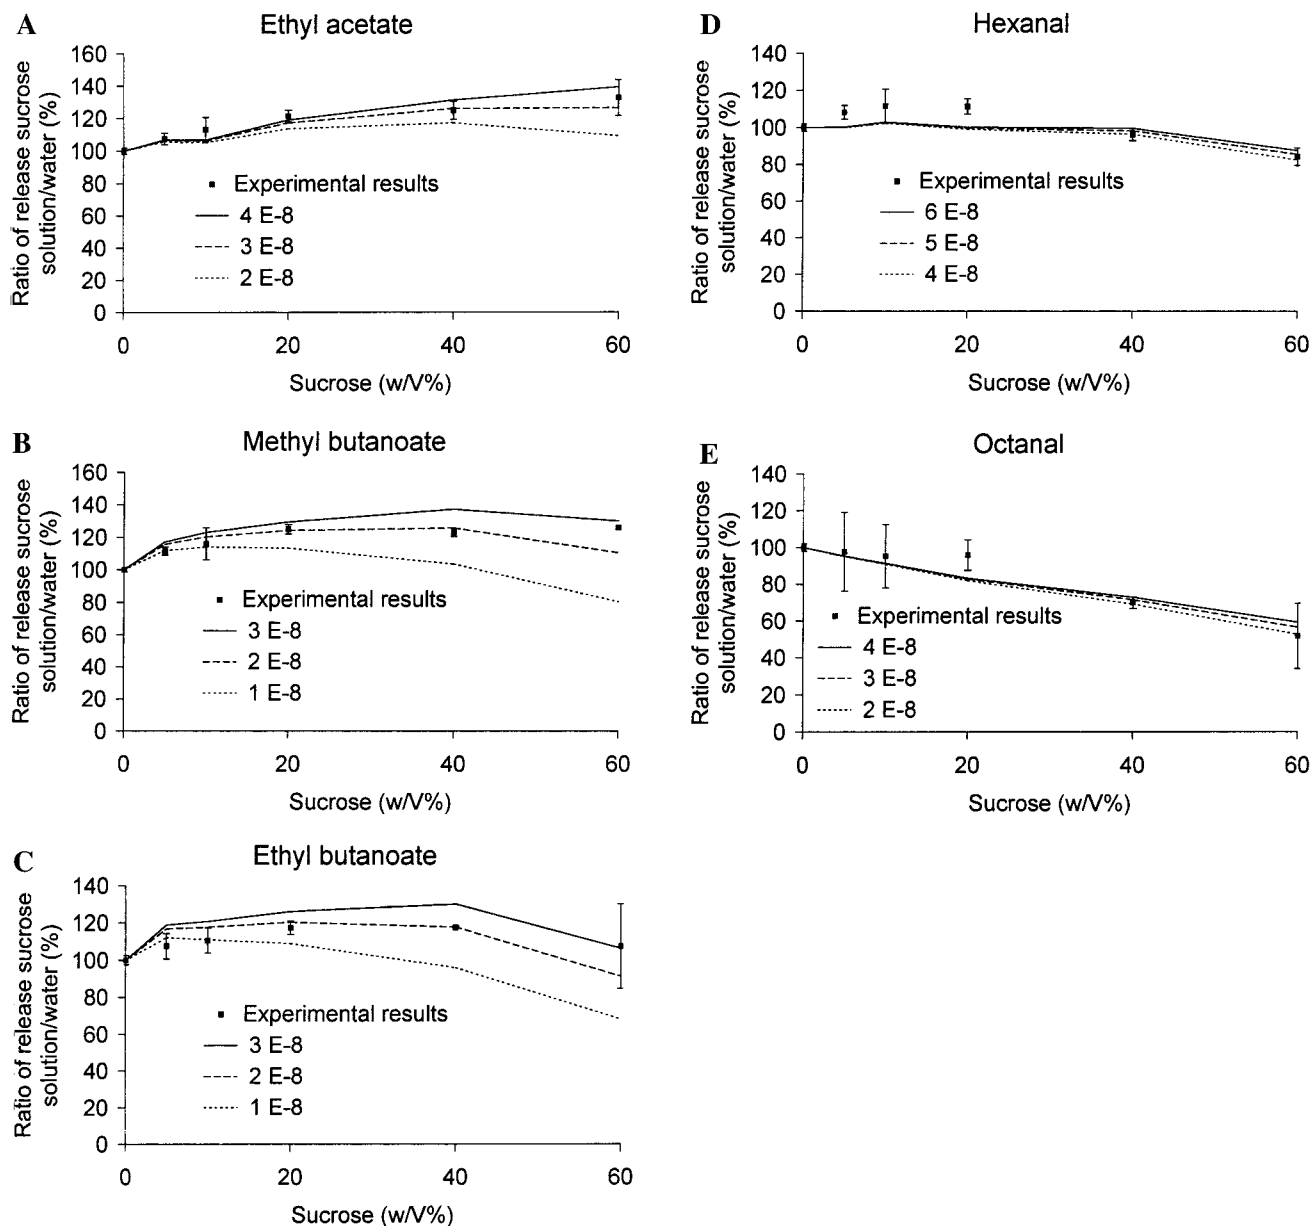 A
Ethyl acetate
160
140
120
100
80
60
40
20
0
Ratio of release sucrose
solution/water (%)
Experimental results
4 E-8
3 E-8
2 E-8
0 20 40 60
Sucrose (w/V%)
B
Methyl butanoate
160
140
120
100
80
60
40
20
0
Ratio of release sucrose
solution/water (%)
Experimental results
3 E-8
2 E-8
1 E-8
0 20 40 60
Sucrose (w/V%)
C
Ethyl butanoate
140
120
100
80
60
40
20
0
Ratio of release sucrose
solution/water (%)
Experimental results
3 E-8
2 E-8
1 E-8
0 20 40 60
Sucrose (w/V%)
D
Hexanal
140
120
100
80
60
40
20
0
Ratio of release sucrose
solution/water (%)
Experimental results
6 E-8
5 E-8
4 E-8
0 20 40 60
Sucrose (w/V%)
E
Octanal
140
120
100
80
60
40
20
0
Ratio of release sucrose
solution/water (%)
Experimental results
4 E-8
3 E-8
2 E-8
0 20 40 60
Sucrose (w/V%)